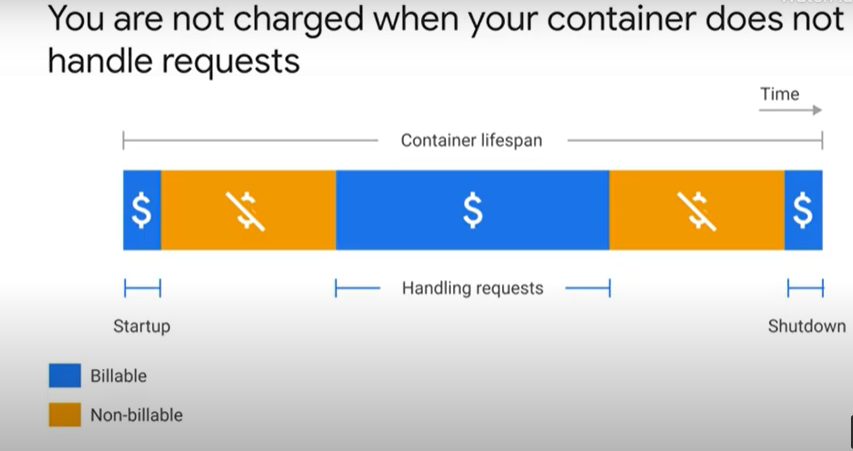 You are not charged when your container does not
handle requests
Time
Container lifespan
$ $ $ $ $
Handling requests
Startup
Shutdown
Billable
Non-billable